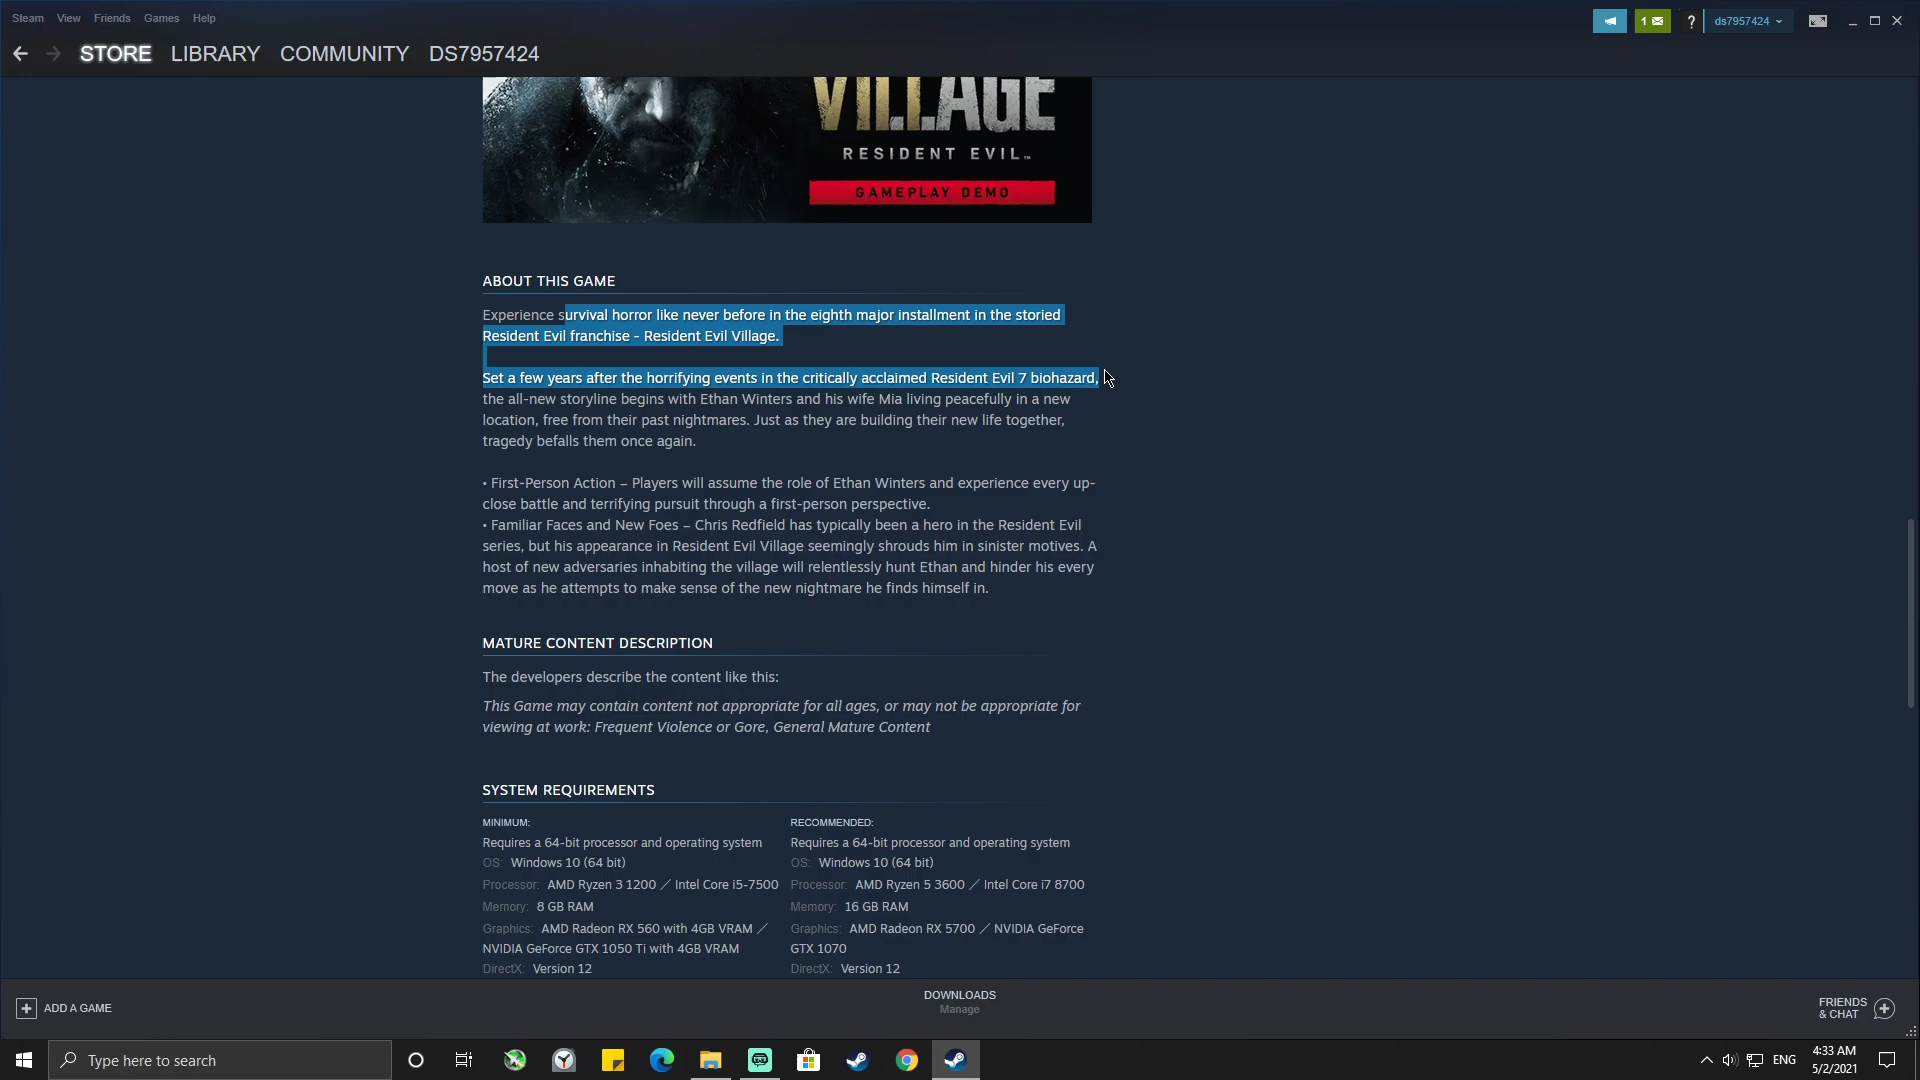 Steam View Friends Games Help
1 ? ds7957424
STORE LIBRARY COMMUNITY DS7957424
VILLAGE
RESIDENT EVIL™
GAMEPLAY DEMO
ABOUT THIS GAME
Experience survival horror like never before in the eighth major installment in the storied
Resident Evil franchise - Resident Evil Village.
Set a few years after the horrifying events in the critically acclaimed Resident Evil 7 biohazard,
the all-new storyline begins with Ethan Winters and his wife Mia living peacefully in a new
location, free from their past nightmares. Just as they are building their new life together,
tragedy befalls them once again.
• First-Person Action – Players will assume the role of Ethan Winters and experience every up-
close battle and terrifying pursuit through a first-person perspective.
• Familiar Faces and New Foes – Chris Redfield has typically been a hero in the Resident Evil
series, but his appearance in Resident Evil Village seemingly shrouds him in sinister motives. A
host of new adversaries inhabiting the village will relentlessly hunt Ethan and hinder his every
move as he attempts to make sense of the new nightmare he finds himself in.
MATURE CONTENT DESCRIPTION
The developers describe the content like this:
This Game may contain content not appropriate for all ages, or may not be appropriate for
viewing at work: Frequent Violence or Gore, General Mature Content
SYSTEM REQUIREMENTS
MINIMUM:
Requires a 64-bit processor and operating system
OS: Windows 10 (64 bit)
Processor: AMD Ryzen 3 1200 ／ Intel Core i5-7500
Memory: 8 GB RAM
Graphics: AMD Radeon RX 560 with 4GB VRAM ／
NVIDIA GeForce GTX 1050 Ti with 4GB VRAM
DirectX: Version 12
RECOMMENDED:
Requires a 64-bit processor and operating system
OS: Windows 10 (64 bit)
Processor: AMD Ryzen 5 3600 ／ Intel Core i7 8700
Memory: 16 GB RAM
Graphics: AMD Radeon RX 5700 ／ NVIDIA GeForce
GTX 1070
DirectX: Version 12
ADD A GAME
DOWNLOADS
Manage
FRIENDS
& CHAT
Type here to search
ENG
4:33 AM
5/2/2021